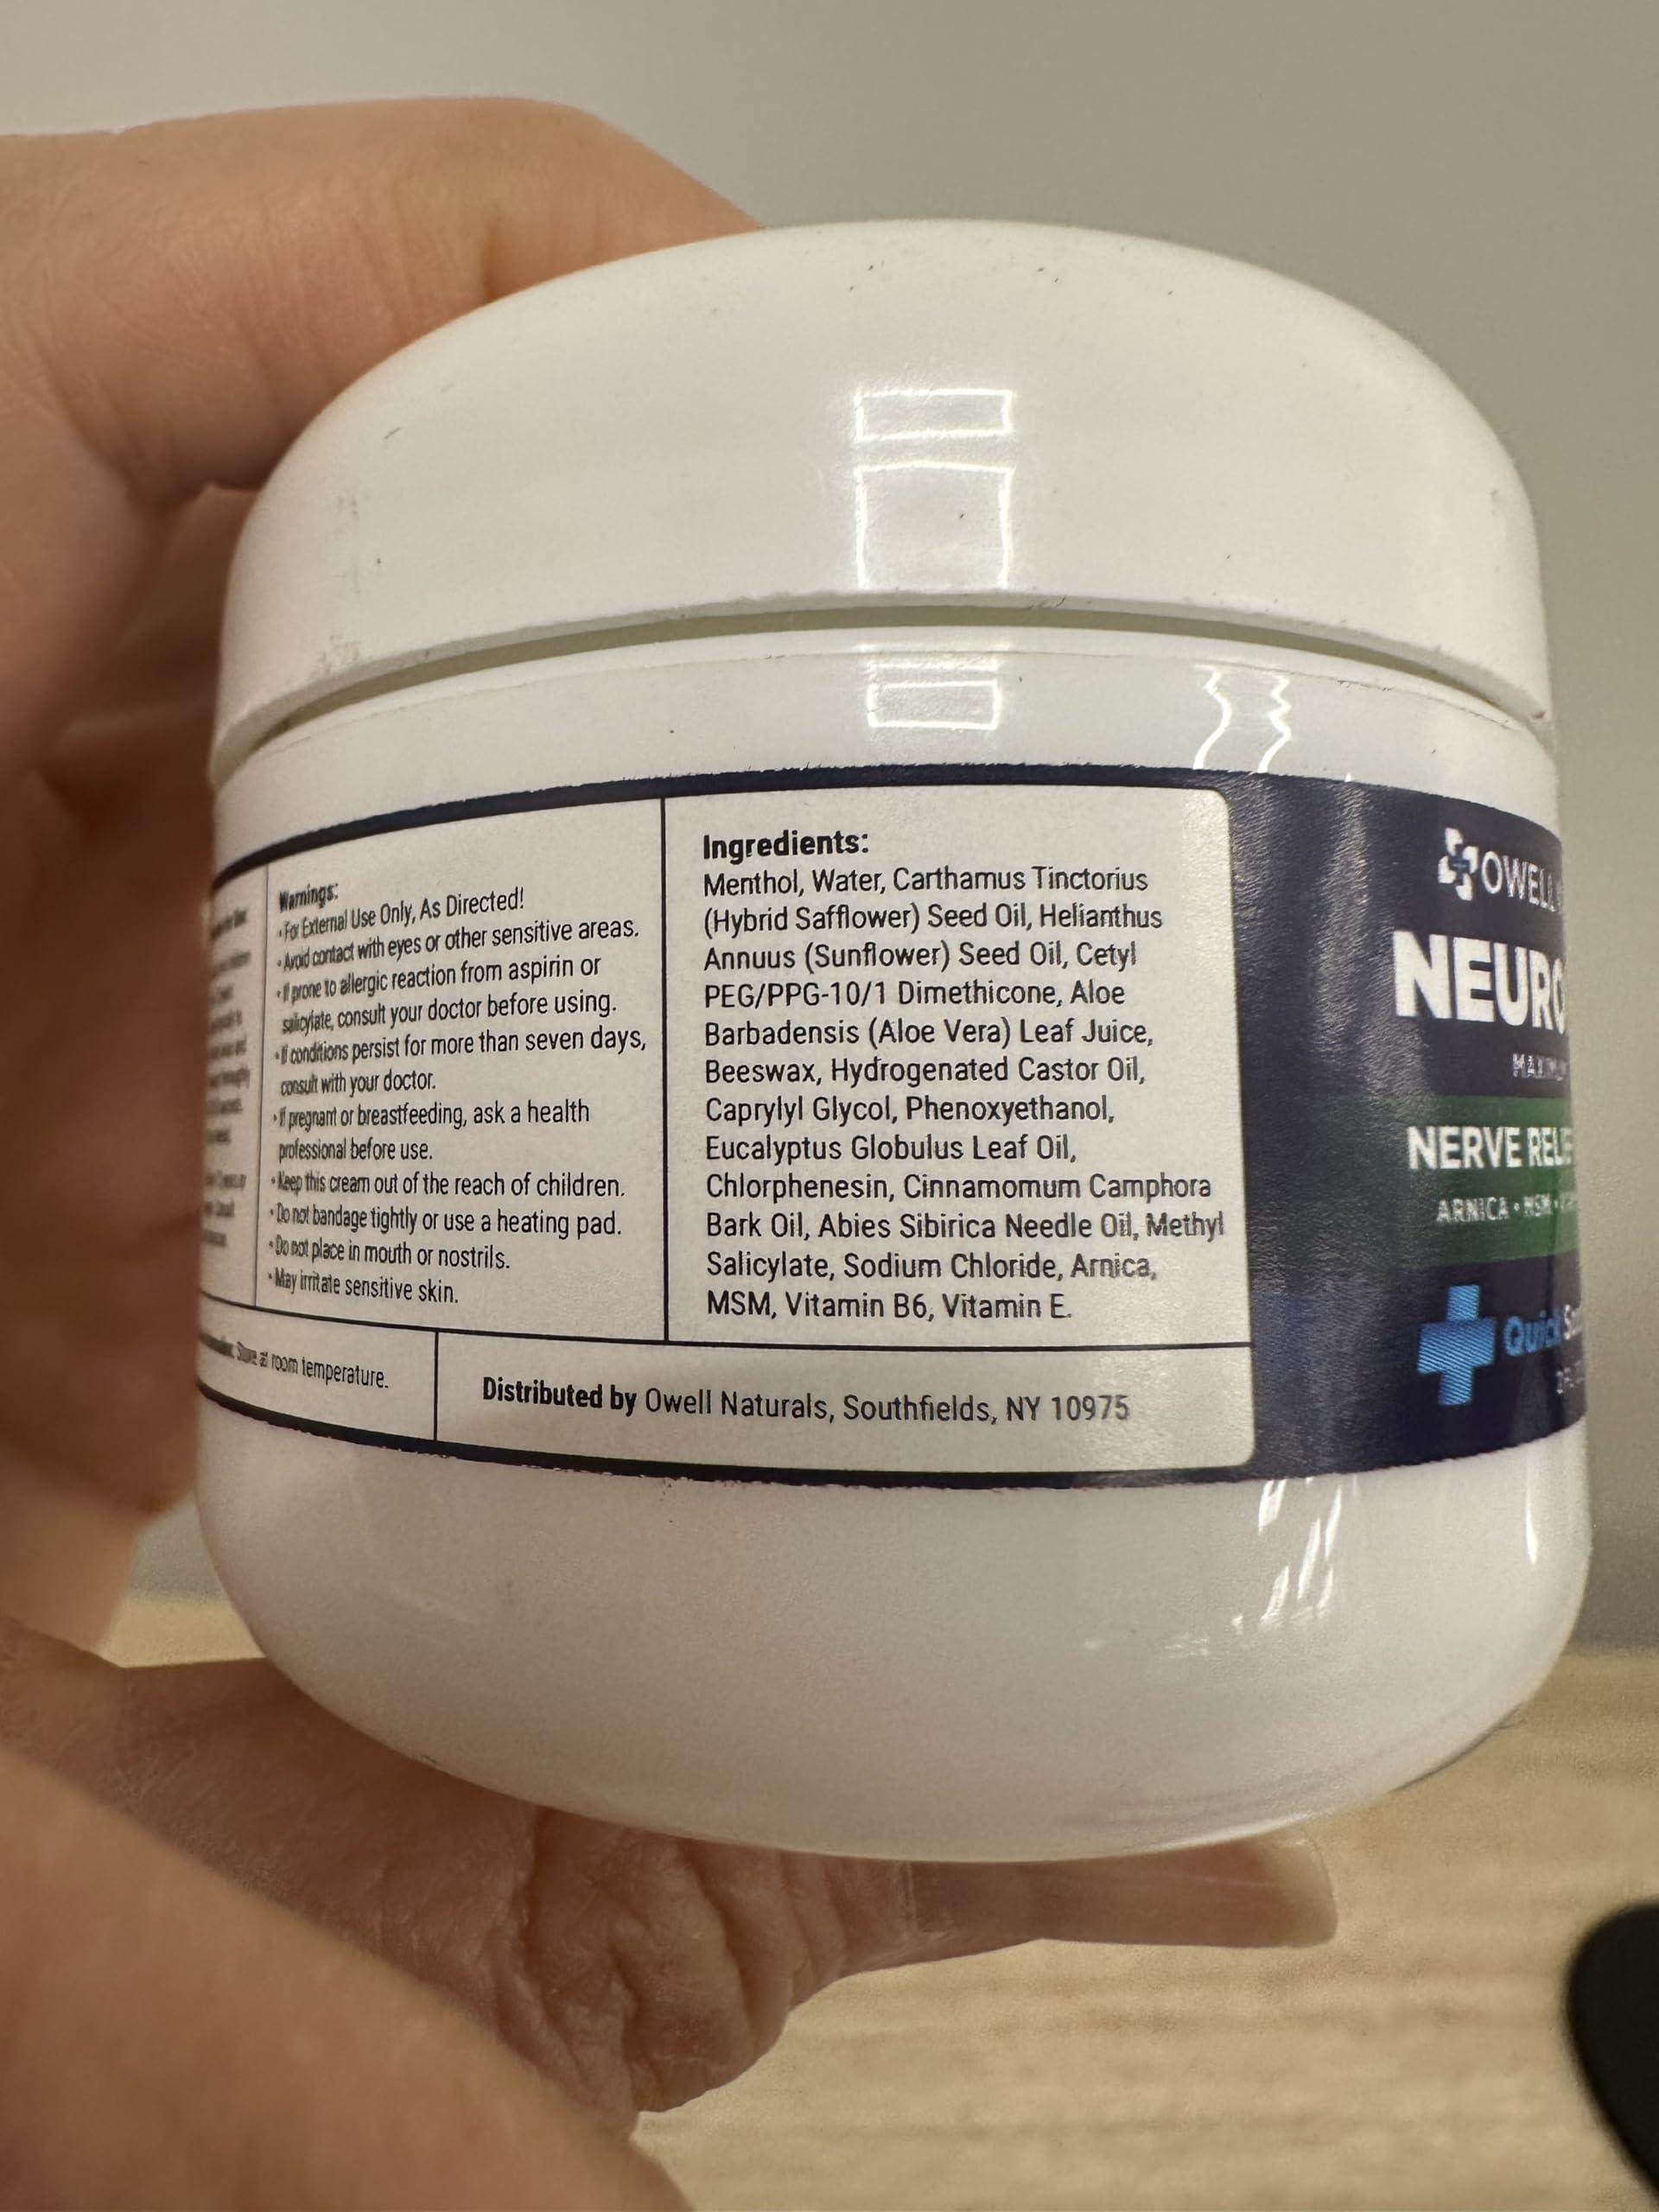 Warnings:
• For External Use Only, As Directed!
• Avoid contact with eyes or other sensitive areas.
• If prone to allergic reaction from aspirin or
salicylate, consult your doctor before using.
• If conditions persist for more than seven days,
consult with your doctor.
• If pregnant or breastfeeding, ask a health
professional before use.
• Keep this cream out of the reach of children.
• Do not bandage tightly or use a heating pad.
• Do not place in mouth or nostrils.
• May irritate sensitive skin.
Store at room temperature.
Ingredients:
Menthol, Water, Carthamus Tinctorius
(Hybrid Safflower) Seed Oil, Helianthus
Annuus (Sunflower) Seed Oil, Cetyl
PEG/PPG-10/1 Dimethicone, Aloe
Barbadensis (Aloe Vera) Leaf Juice,
Beeswax, Hydrogenated Castor Oil,
Caprylyl Glycol, Phenoxyethanol,
Eucalyptus Globulus Leaf Oil,
Chlorphenesin, Cinnamomum Camphora
Bark Oil, Abies Sibirica Needle Oil, Methyl
Salicylate, Sodium Chloride, Arnica,
MSM, Vitamin B6, Vitamin E.
Distributed by Owell Naturals, Southfields, NY 10975
OWELL
NEURO
NERVE RELIE
ARNICA • MSM •
Quick